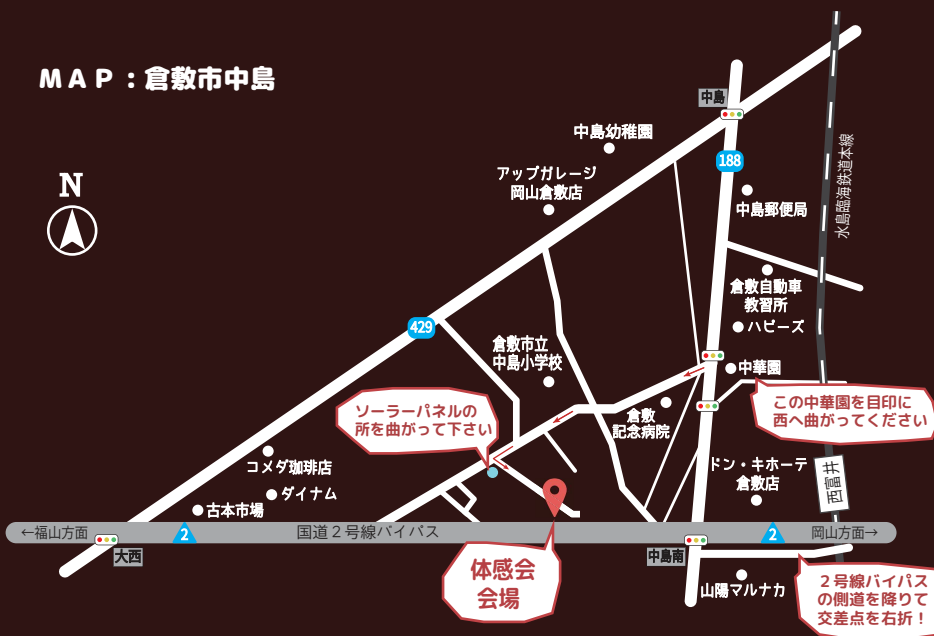 MAP：倉敷市中島
N
中島
188
中島幼稚園
アップガレージ
岡山倉敷店
中島郵便局
水島臨海鉄道本線
倉敷自動車
教習所
ハピーズ
429
倉敷市立
中島小学校
中華園
この中華園を目印に
西へ曲がってください
ソーラーパネルの
所を曲がって下さい
倉敷
記念病院
コメダ珈琲店
ダイナム
古本市場
ドン・キホーテ
倉敷店
西富井
←福山方面
2
国道２号線バイパス
2
岡山方面→
大西
中島南
体感会
会場
山陽マルナカ
２号線バイパス
の側道を降りて
交差点を右折！